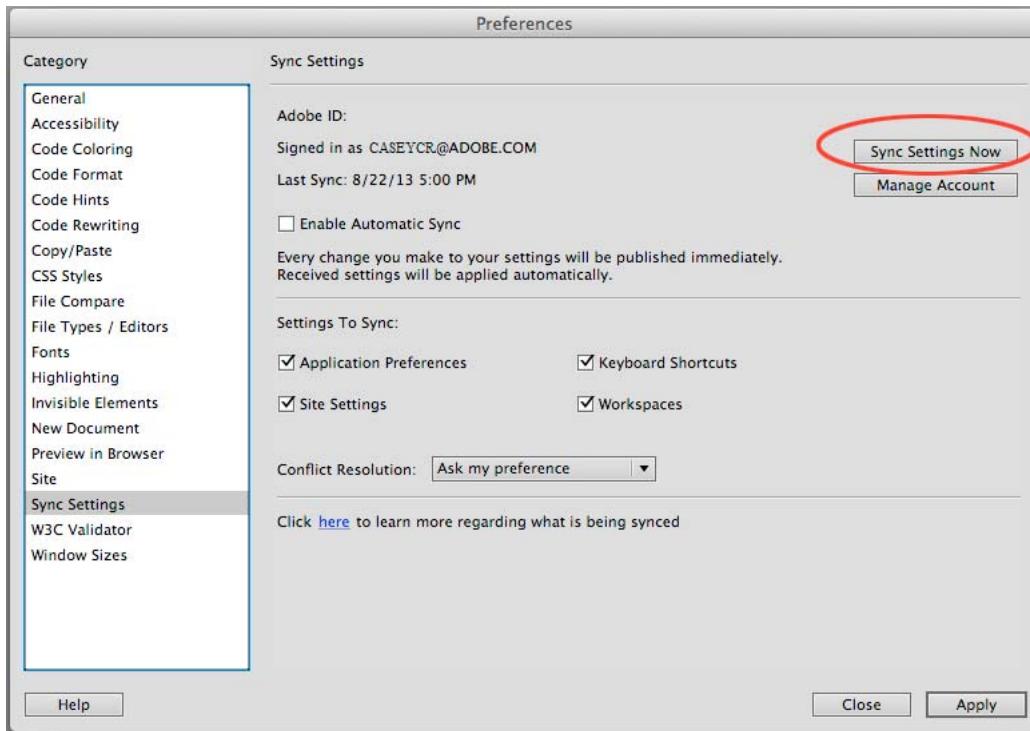 Preferences
Category
General
Accessibility
Code Coloring
Code Format
Code Hints
Code Rewriting
Copy/Paste
CSS Styles
File Compare
File Types / Editors
Fonts
Highlighting
Invisible Elements
New Document
Preview in Browser
Site
Sync Settings
W3C Validator
Window Sizes
Sync Settings
Adobe ID:
Signed in as CASEYCR@ADOBE.COM
Sync Settings Now
Last Sync: 8/22/13 5:00 PM
Manage Account
Enable Automatic Sync
Every change you make to your settings will be published immediately.
Received settings will be applied automatically.
Settings To Sync:
Application Preferences
Keyboard Shortcuts
Site Settings
Workspaces
Conflict Resolution: Ask my preference
Click here to learn more regarding what is being synced
Help
Close
Apply